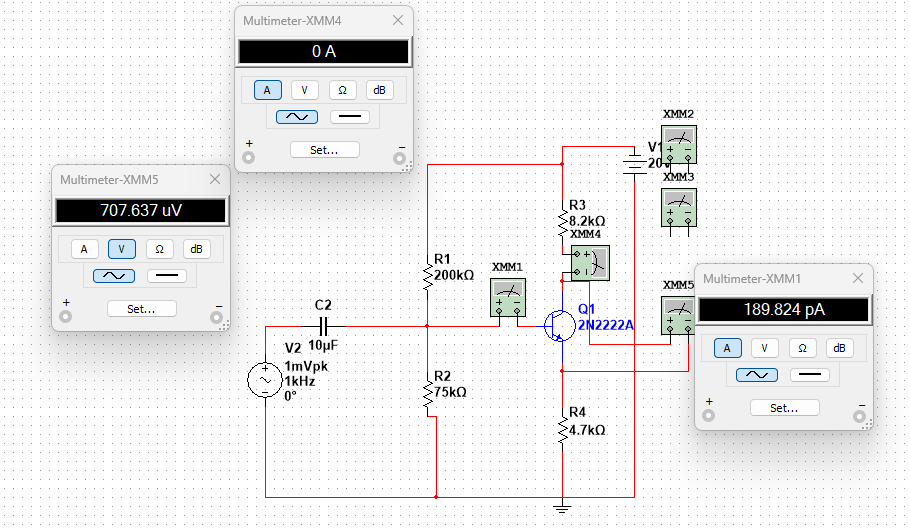 Multimeter-XMM4
0 A
A V Ω dB
+ −
Set...
Multimeter-XMM5
707.637 uV
A V Ω dB
+ −
Set...
XMM2
V1
20V
XMM3
R3
8.2kΩ
XMM4
R1
200kΩ
XMM1
Q1
2N2222A
XMM5
Multimeter-XMM1
189.824 pA
A V Ω dB
+ −
Set...
C2
10µF
V2
1mVpk
1kHz
0°
R2
75kΩ
R4
4.7kΩ